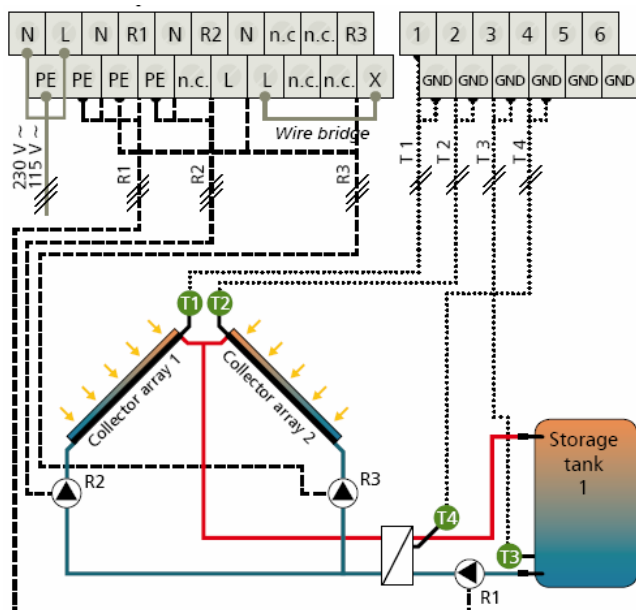 N L N R1 N R2 N n.c n.c. R3
1 2 3 4 5 6
PE PE PE PE n.c. L L n.c. n.c. X
GND GND GND GND GND GND
Wire bridge
230 V ~
115 V ~
R1
R2
R3
T 1
T 2
T 3
T 4
T1 T2
Collector array 1
Collector array 2
Storage
tank
1
R2
R3
T4
T3
R1